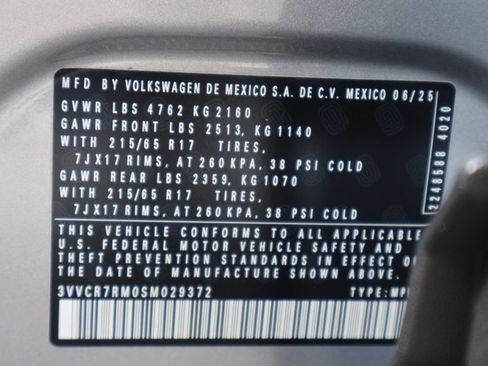 MFD BY VOLKSWAGEN DE MEXICO S.A. DE C.V. MEXICO 06/25
GVWR LBS 4762 KG 2160
GAWR FRONT LBS 2513, KG 1140
WITH 215/65 R17 TIRES,
7JX17 RIMS, AT 260 KPA, 38 PSI COLD
GAWR REAR LBS 2359, KG 1070
WITH 215/65 R17 TIRES,
7JX17 RIMS, AT 260 KPA, 38 PSI COLD
THIS VEHICLE CONFORMS TO ALL APPLICABLE
U.S. FEDERAL MOTOR VEHICLE SAFETY AND
THEFT PREVENTION STANDARDS IN EFFECT ON
THE DATE OF MANUFACTURE SHOWN ABOVE.
3VVCR7RM0SM029372 TYPE:
2248588 4020